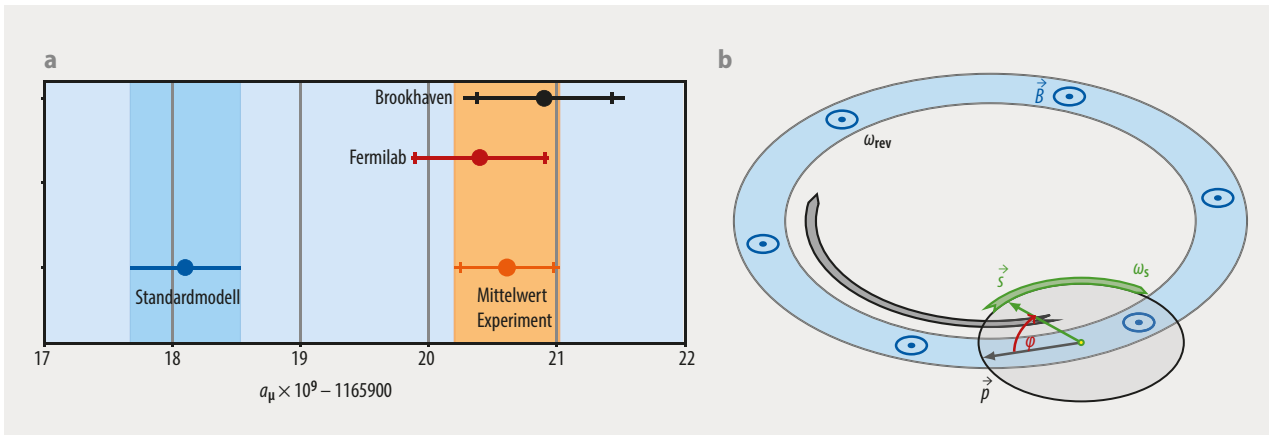 a
Brookhaven
Fermilab
Standardmodell
Mittelwert
Experiment
17 18 19 20 21 22
aμ × 10⁹ – 1165900
b
B⃗
ωrev
s⃗
ωs
φ
p⃗